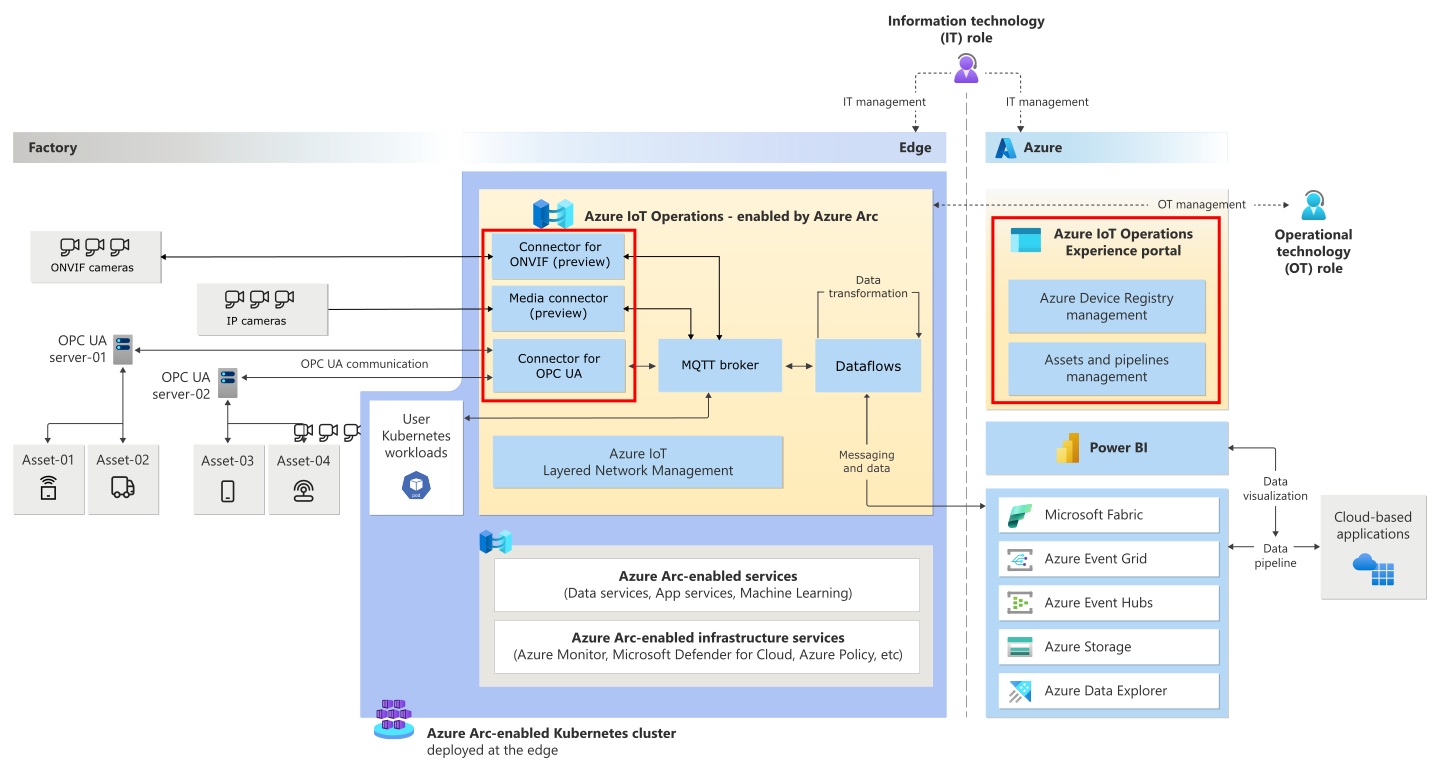 Information technology
(IT) role
IT management
IT management
Factory
Edge
Azure
Azure IoT Operations - enabled by Azure Arc
OT management
Operational
technology
(OT) role
Connector for
ONVIF (preview)
Media connector
(preview)
Connector for
OPC UA
MQTT broker
Data
transformation
Dataflows
Azure IoT Operations
Experience portal
Azure Device Registry
management
Assets and pipelines
management
ONVIF cameras
IP cameras
OPC UA
server-01
OPC UA communication
OPC UA
server-02
Asset-01
Asset-02
Asset-03
Asset-04
User
Kubernetes
workloads
pod
Azure IoT
Layered Network Management
Messaging
and data
Power BI
Data
visualization
Microsoft Fabric
Azure Event Grid
Azure Event Hubs
Azure Storage
Azure Data Explorer
Data
pipeline
Cloud-based
applications
Azure Arc-enabled services
(Data services, App services, Machine Learning)
Azure Arc-enabled infrastructure services
(Azure Monitor, Microsoft Defender for Cloud, Azure Policy, etc)
Azure Arc-enabled Kubernetes cluster
deployed at the edge